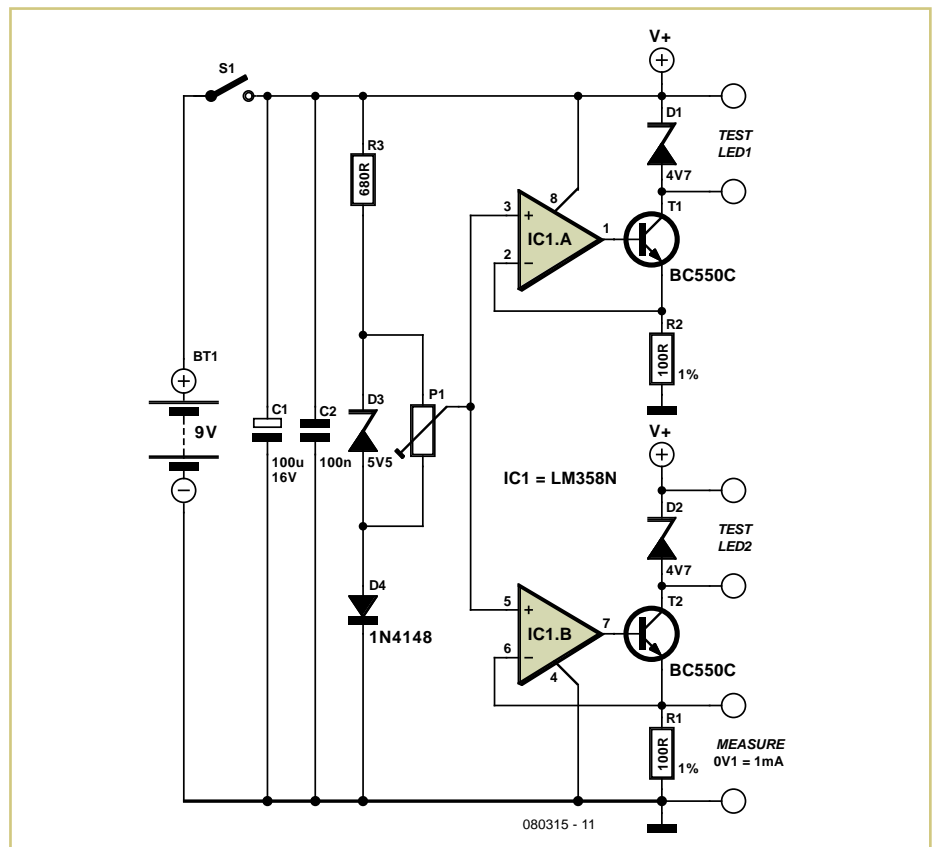 V+
S1
D1
TEST
LED1
R3
680R
4V7
8
3
+
T1
IC1.A
1
2
−
BC550C
R2
100R
1%
BT1
+
D3
P1
C1
C2
V+
9V
5V5
100u
16V
100n
IC1 = LM358N
+
−
D2
TEST
LED2
4V7
D4
5
+
T2
IC1.B
7
1N4148
6
−
4
BC550C
R1
100R
1%
MEASURE
0V1 = 1mA
080315 - 11